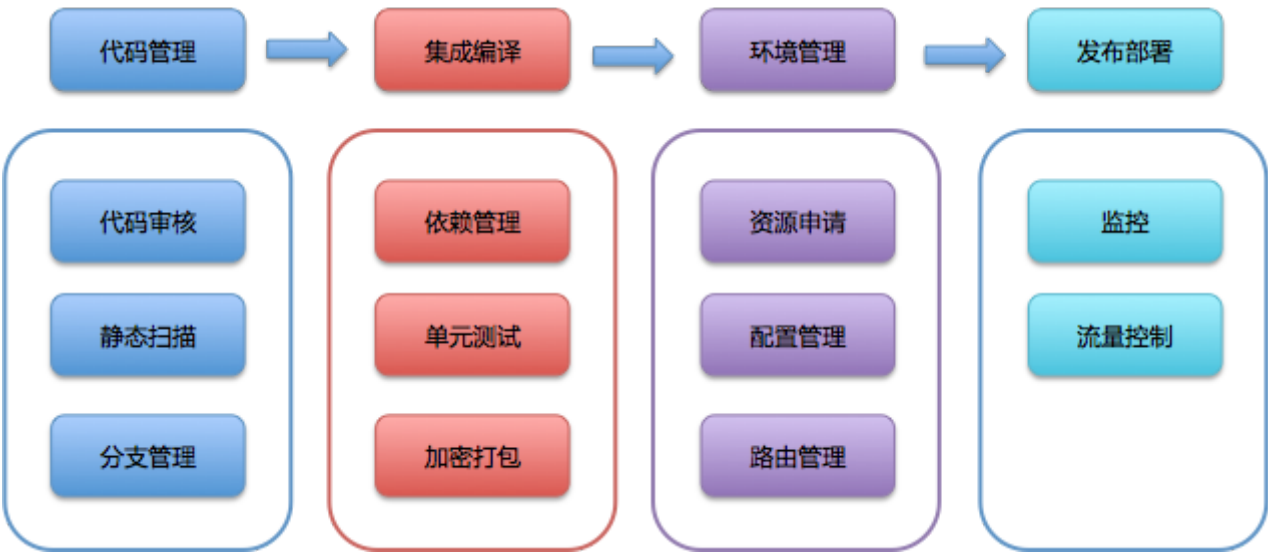 代码管理
集成编译
环境管理
发布部署
代码审核
依赖管理
资源申请
监控
静态扫描
单元测试
配置管理
流量控制
分支管理
加密打包
路由管理